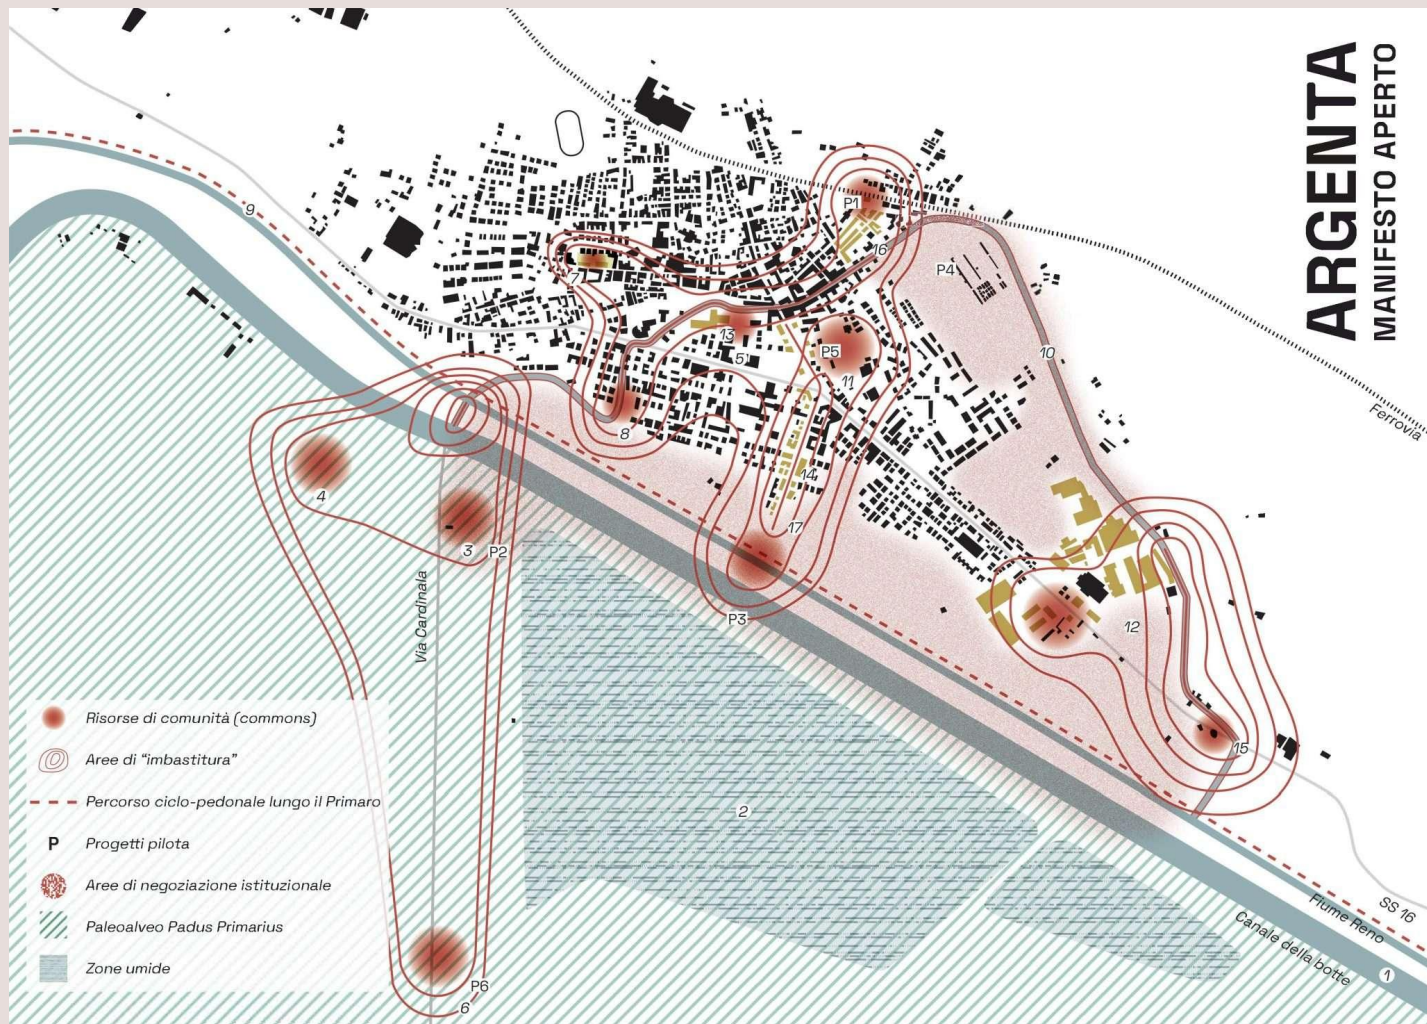 ARGENTA
MANIFESTO APERTO
P1
9
16
P4
7
10
13
P5
5
11
Ferrovia
8
14
4
17
3
P2
Via Cardinala
P3
12
Risorse di comunità (commons)
Aree di “imbastitura”
Percorso ciclo-pedonale lungo il Primaro
P Progetti pilota
Aree di negoziazione istituzionale
Paleoalveo Padus Primarius
Zone umide
15
2
SS 16
Fiume Reno
Canale della botte
1
P6
6